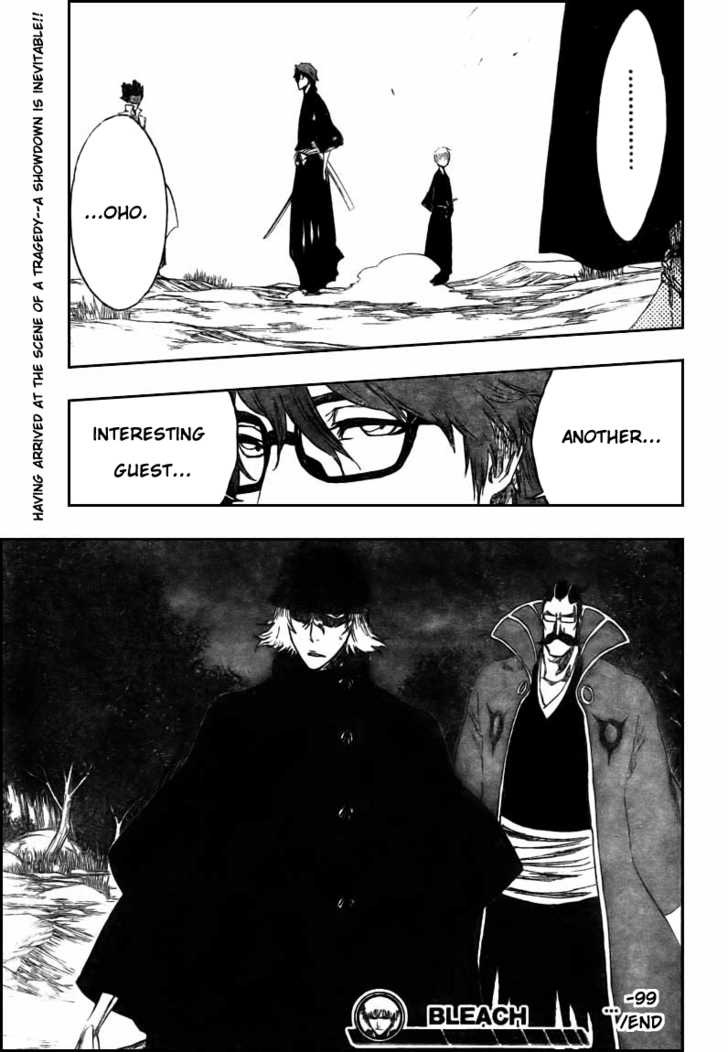 HAVING ARRIVED AT THE SCENE OF A TRAGEDY--A SHOWDOWN IS INEVITABLE!!
............
...OHO.
ANOTHER...
INTERESTING
GUEST...
BLEACH
-99
...
/END